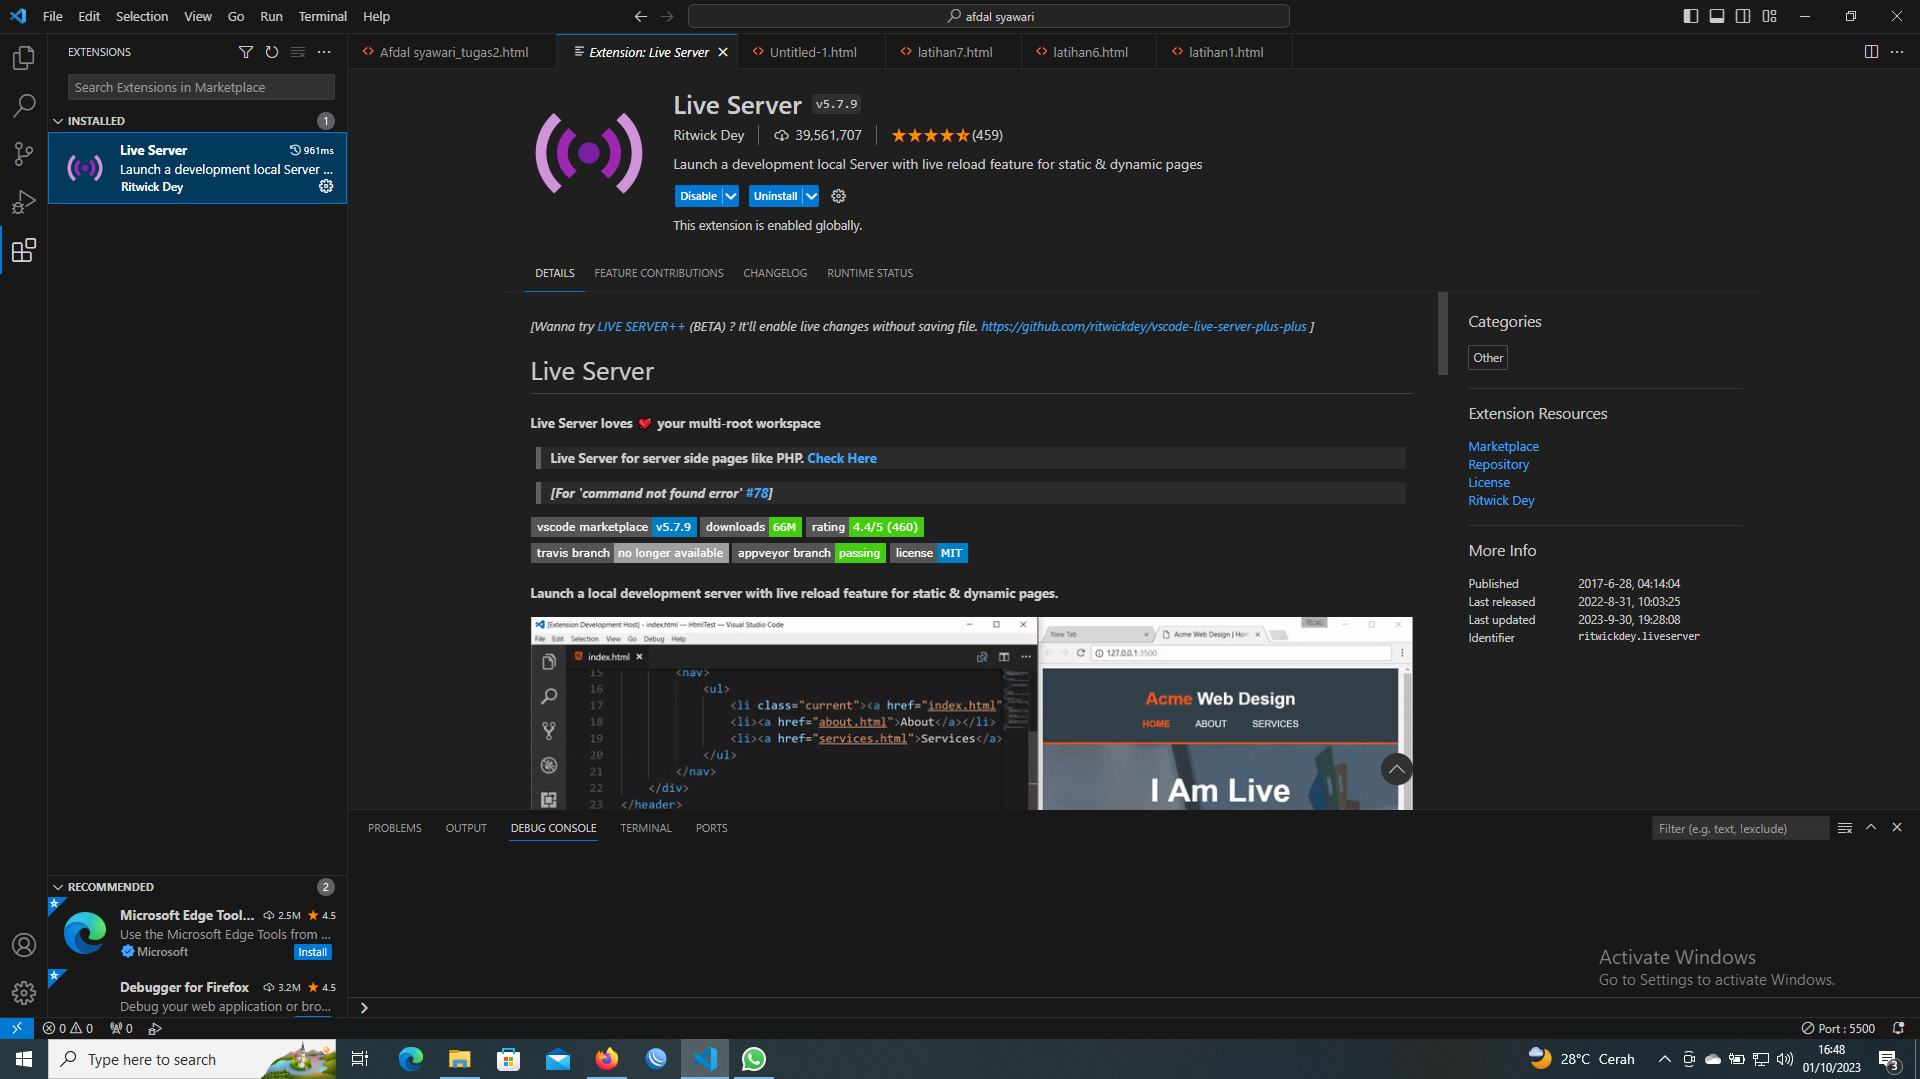 File Edit Selection View Go Run Terminal Help
afdal syawari
EXTENSIONS
Search Extensions in Marketplace
INSTALLED 1
Live Server 961ms
Launch a development local Server ...
Ritwick Dey
Afdal syawari_tugas2.html
Extension: Live Server
Untitled-1.html
latihan7.html
latihan6.html
latihan1.html
Live Server v5.7.9
Ritwick Dey 39,561,707 (459)
Launch a development local Server with live reload feature for static & dynamic pages
Disable Uninstall
This extension is enabled globally.
DETAILS FEATURE CONTRIBUTIONS CHANGELOG RUNTIME STATUS
[Wanna try LIVE SERVER++ (BETA) ? It'll enable live changes without saving file. https://github.com/ritwickdey/vscode-live-server-plus-plus ]
Live Server
Live Server loves your multi-root workspace
Live Server for server side pages like PHP. Check Here
[For 'command not found error' #78]
vscode marketplace v5.7.9 downloads 66M rating 4.4/5 (460)
travis branch no longer available appveyor branch passing license MIT
Launch a local development server with live reload feature for static & dynamic pages.
[Extension Development Host] - index.html — HtmlTest — Visual Studio Code
File Edit Selection View Go Debug Help
index.html
15 <nav>
16 <ul>
17 <li class="current"><a href="index.html"
18 <li><a href="about.html">About</a></li>
19 <li><a href="services.html">Services</a>
20 </ul>
21 </nav>
22 </div>
23 </header>
New Tab
Acme Web Design | Hom
127.0.0.1:3500
Acme Web Design
HOME ABOUT SERVICES
I Am Live
Categories
Other
Extension Resources
Marketplace
Repository
License
Ritwick Dey
More Info
Published 2017-6-28, 04:14:04
Last released 2022-8-31, 10:03:25
Last updated 2023-9-30, 19:28:08
Identifier ritwickdey.liveserver
PROBLEMS OUTPUT DEBUG CONSOLE TERMINAL PORTS
Filter (e.g. text, !exclude)
RECOMMENDED 2
Microsoft Edge Tool... 2.5M 4.5
Use the Microsoft Edge Tools from ...
Microsoft Install
Debugger for Firefox 3.2M 4.5
Debug your web application or bro...
Activate Windows
Go to Settings to activate Windows.
0 0 0
Port : 5500
Type here to search
28°C Cerah
16:48
01/10/2023
3